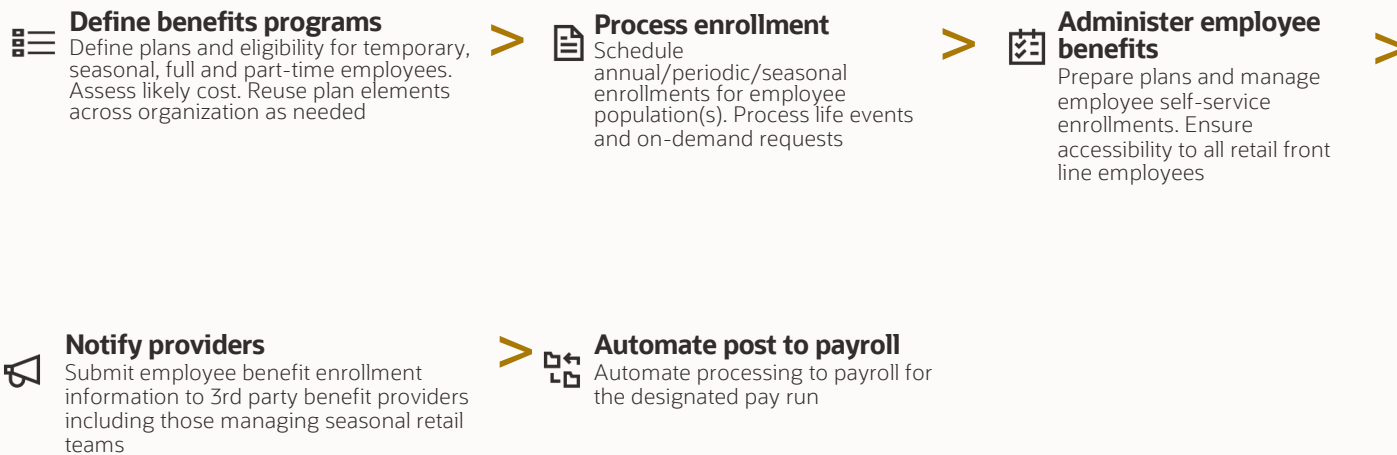 Define benefits programs
Define plans and eligibility for temporary,
seasonal, full and part-time employees.
Assess likely cost. Reuse plan elements
across organization as needed
>
Process enrollment
Schedule
annual/periodic/seasonal
enrollments for employee
population(s). Process life events
and on-demand requests
>
Administer employee
benefits
Prepare plans and manage
employee self-service
enrollments. Ensure
accessibility to all retail front
line employees
>
Notify providers
Submit employee benefit enrollment
information to 3rd party benefit providers
including those managing seasonal retail
teams
>
Automate post to payroll
Automate processing to payroll for
the designated pay run